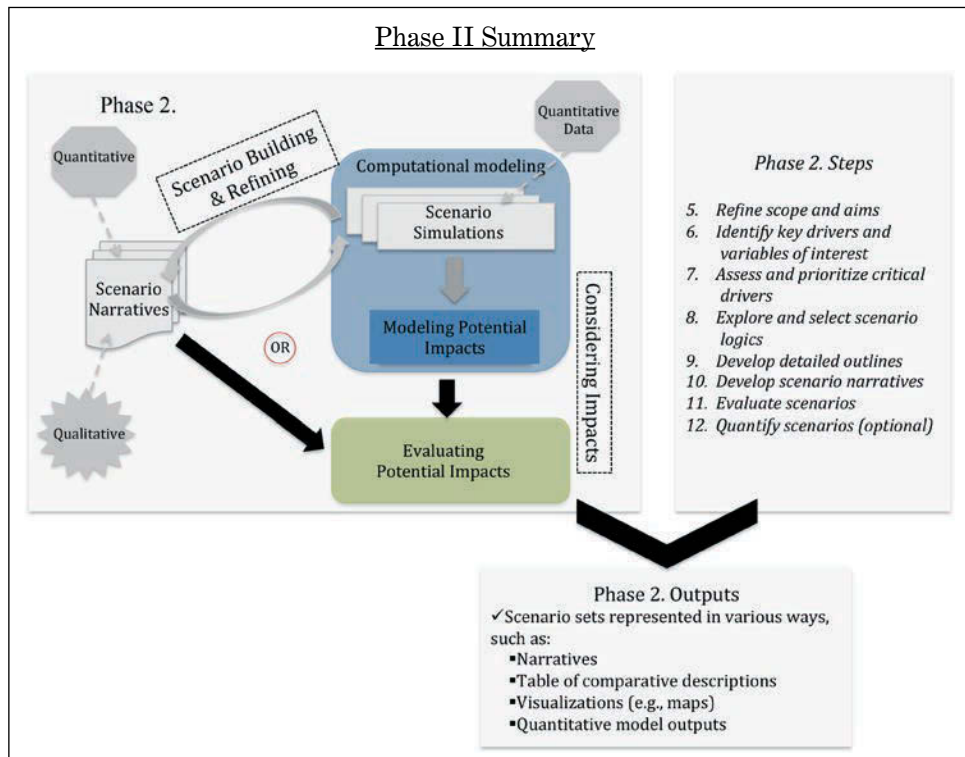 Phase II Summary
Phase 2.
Quantitative
Scenario Building
& Refining
Quantitative
Data
Computational modeling
Scenario
Simulations
Scenario
Narratives
OR
Modeling Potential
Impacts
Considering Impacts
Qualitative
Evaluating
Potential Impacts
Phase 2. Steps
5. Refine scope and aims
6. Identify key drivers and
variables of interest
7. Assess and prioritize critical
drivers
8. Explore and select scenario
logics
9. Develop detailed outlines
10. Develop scenario narratives
11. Evaluate scenarios
12. Quantify scenarios (optional)
Phase 2. Outputs
✓Scenario sets represented in various ways,
such as:
▪Narratives
▪Table of comparative descriptions
▪Visualizations (e.g., maps)
▪Quantitative model outputs